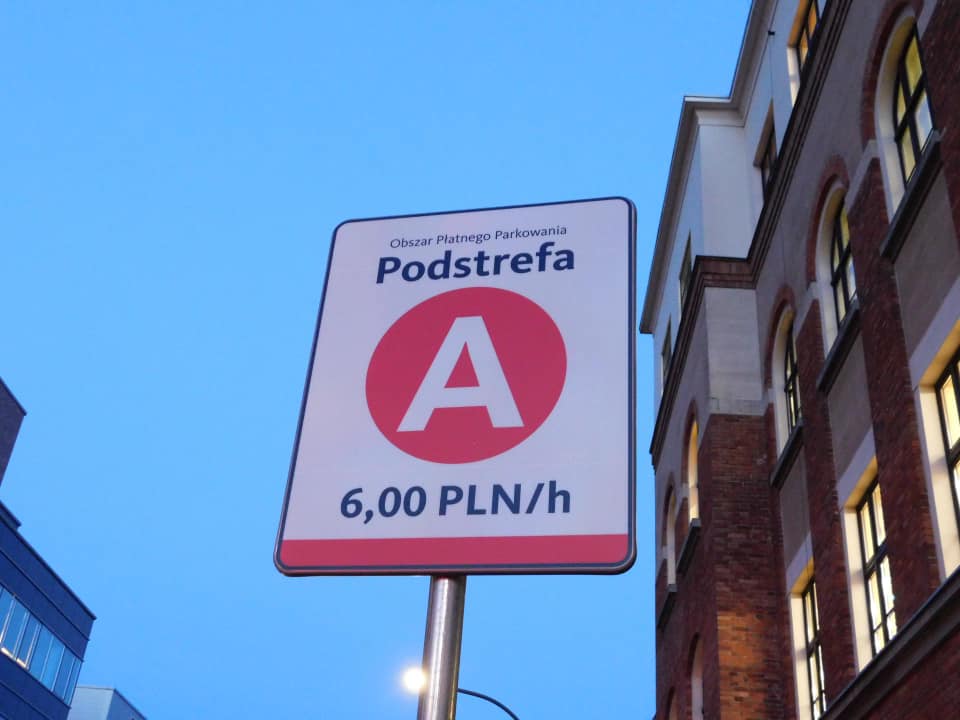 Obszar Płatnego Parkowania
Podstrefa
A
6,00 PLN/h